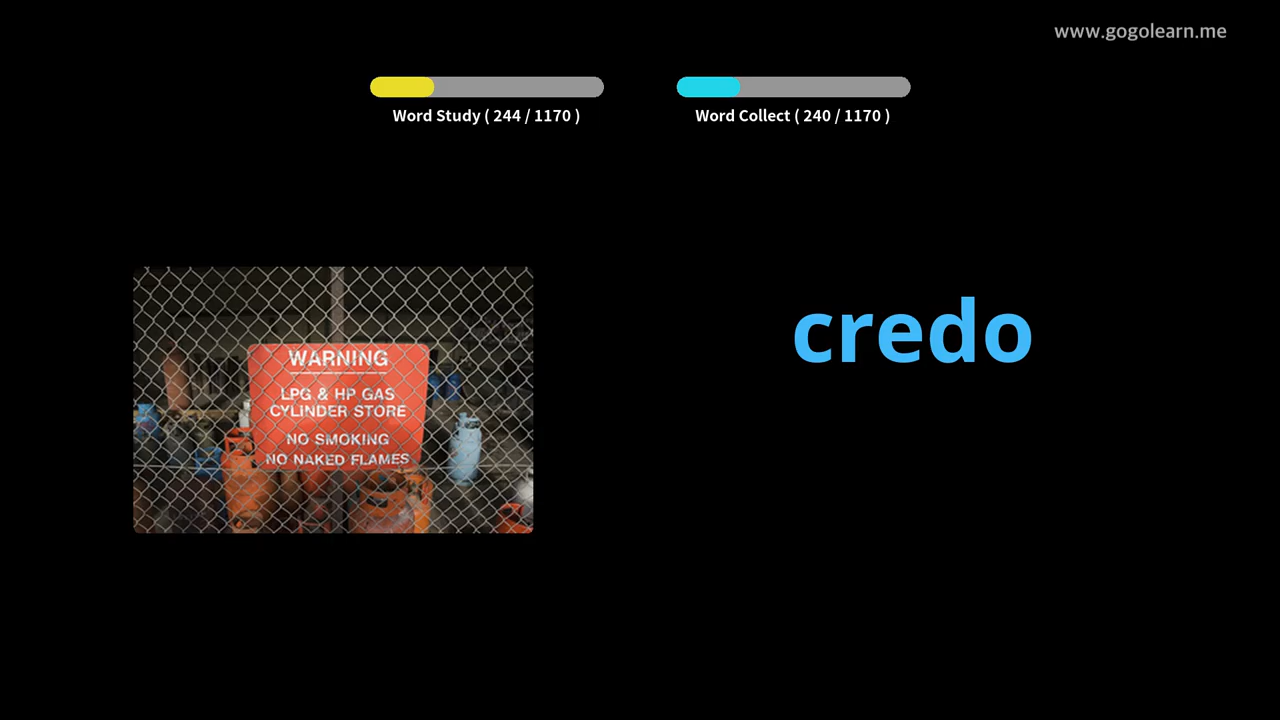 www.gogolearn.me
Word Study ( 244 / 1170 )
Word Collect ( 240 / 1170 )
WARNING
LPG & HP GAS
CYLINDER STORE
NO SMOKING
NO NAKED FLAMES
credo